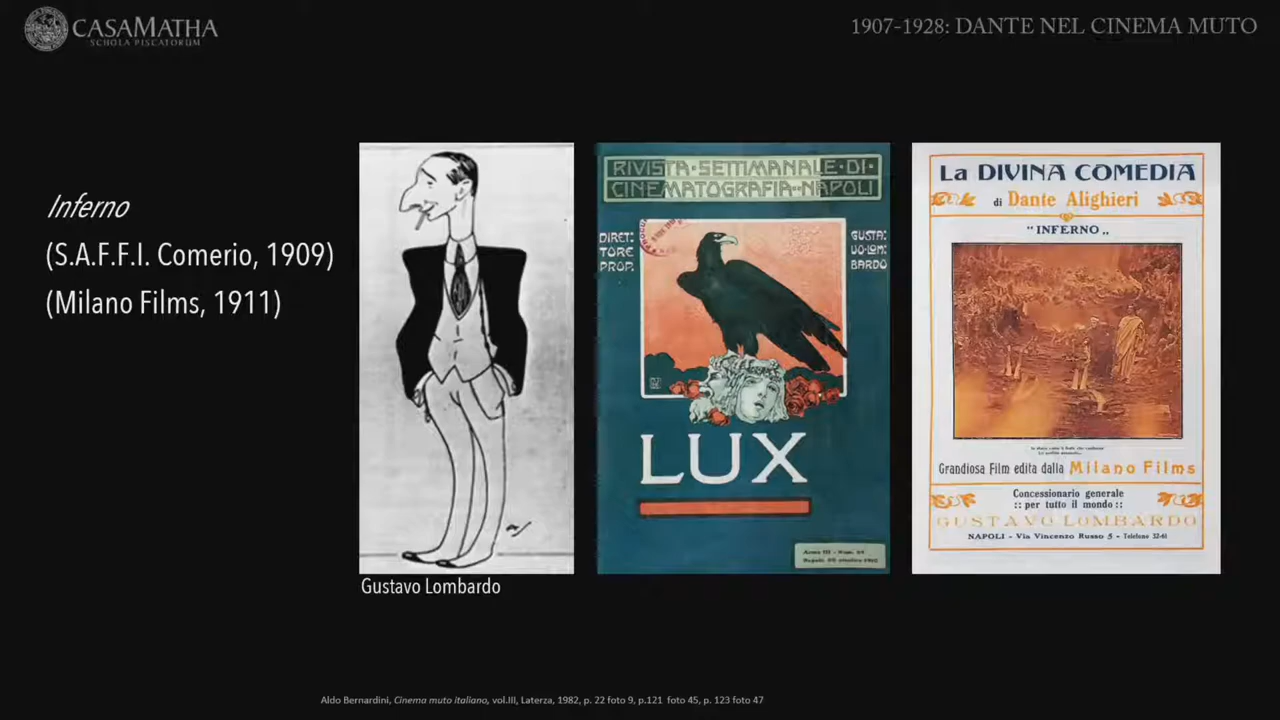 CASAMATHA
SCHOLA PISCATORUM
1907-1928: DANTE NEL CINEMA MUTO
Inferno
(S.A.F.F.I. Comerio, 1909)
(Milano Films, 1911)
Gustavo Lombardo
RIVISTA·SETTIMANALE·DI·
CINEMATOGRAFIA··NAPOLI
DIRET:
TORE
PROP.
GUSTA:
VO·LOM:
BARDO
LUX
La DIVINA COMEDIA
di Dante Alighieri
"INFERNO„
Grandiosa Film edita dalla Milano Films
Concessionario generale
:: per tutto il mondo ::
GUSTAVO LOMBARDO
NAPOLI - Via Vincenzo Russo 5 - Telefono 12-61
Aldo Bernardini, Cinema muto italiano, vol.III, Laterza, 1982, p. 22 foto 9, p.121 foto 45, p. 123 foto 47